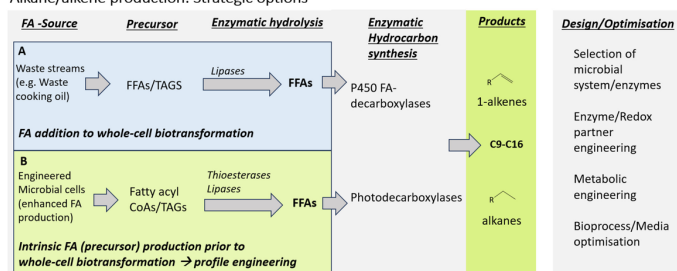 Alkane/alkene production: Strategic options
FA -Source
Precursor
Enzymatic hydrolysis
Enzymatic
Hydrocarbon
synthesis
Products
Design/Optimisation
A
Waste streams
(e.g. Waste
cooking oil)
FFAs/TAGS
Lipases
FFAs
FA addition to whole-cell biotransformation
B
Engineered
Microbial cells
(enhanced FA
production)
Fatty acyl
CoAs/TAGs
Thioesterases
Lipases
FFAs
Intrinsic FA (precursor) production prior to
whole-cell biotransformation → profile engineering
P450 FA-
decarboxylases
Photodecarboxylases
R
1-alkenes
C9-C16
R
alkanes
Selection of
microbial
system/enzymes
Enzyme/Redox
partner
engineering
Metabolic
engineering
Bioprocess/Media
optimisation